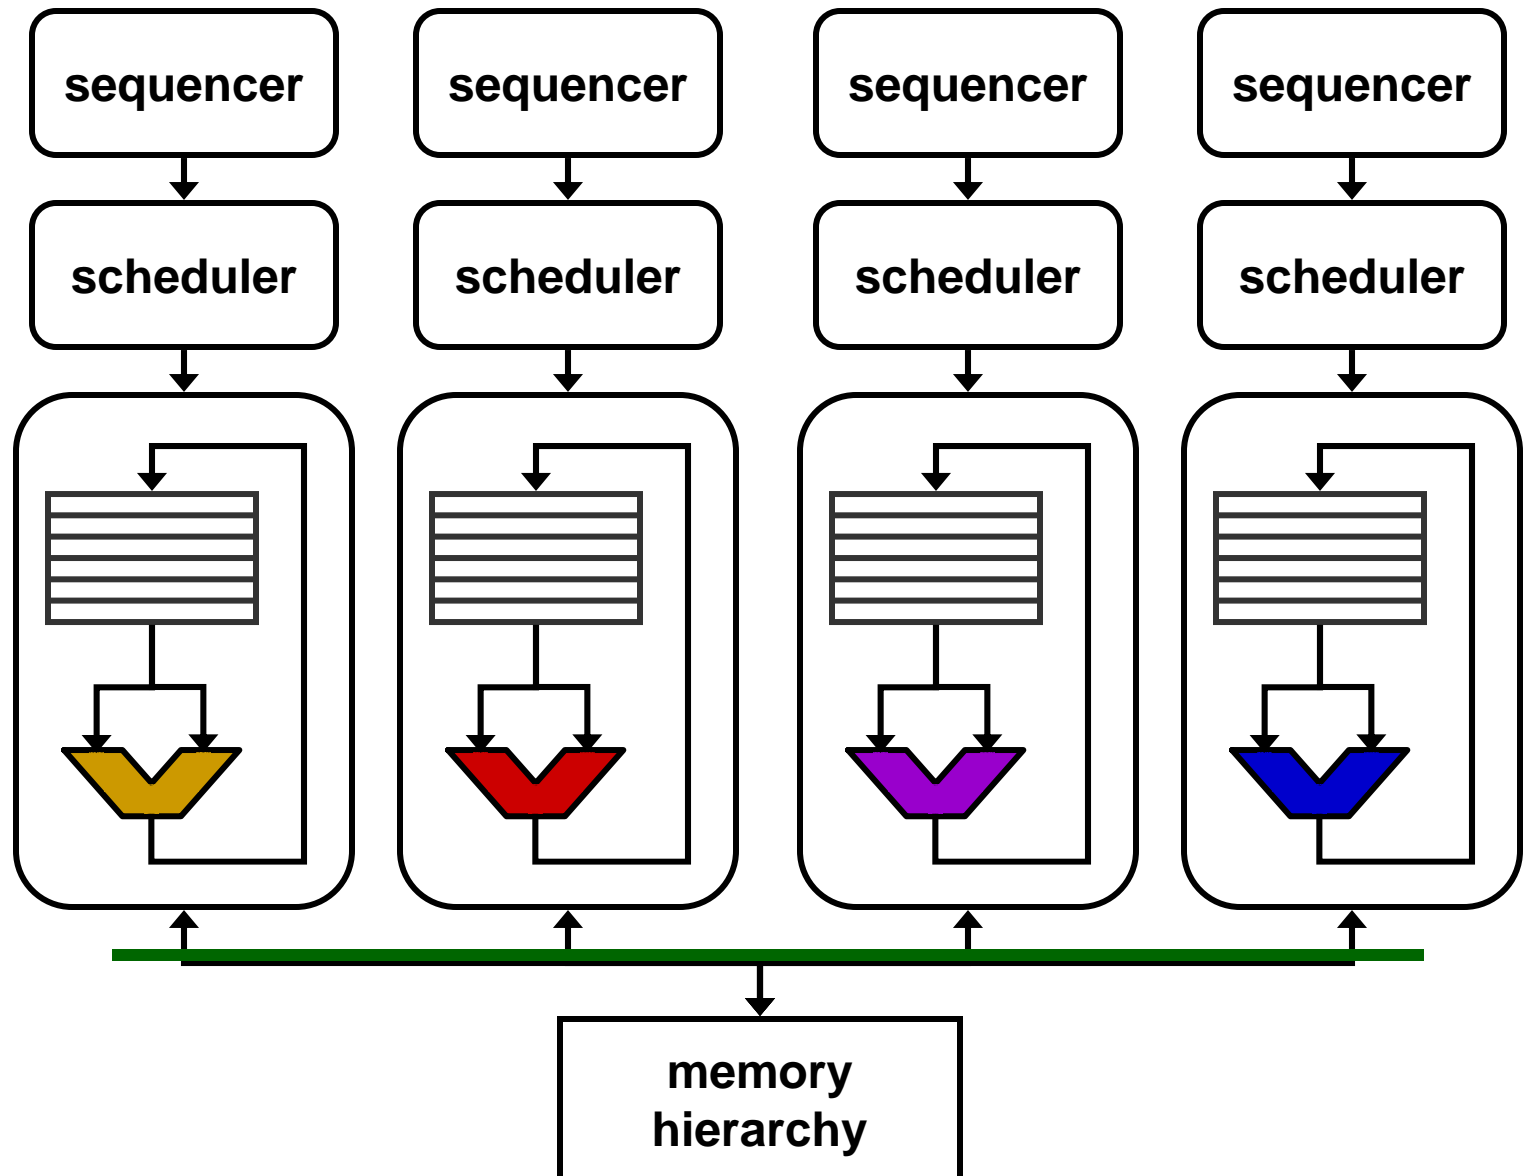 sequencer
sequencer
sequencer
sequencer
scheduler
scheduler
scheduler
scheduler
memory
hierarchy